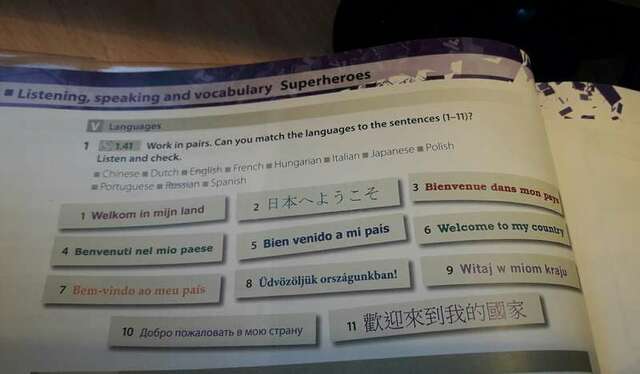 Listening, speaking and vocabulary Superheroes
V Languages
1 1.41 Work in pairs. Can you match the languages to the sentences (1–11)?
Listen and check.
■ Chinese ■ Dutch ■ English ■ French ■ Hungarian ■ Italian ■ Japanese ■ Polish
■ Portuguese ■ Russian ■ Spanish
1 Welkom in mijn land
2 日本へようこそ
3 Bienvenue dans mon pays
4 Benvenuti nel mio paese
5 Bien venido a mi país
6 Welcome to my country
7 Bem-vindo ao meu país
8 Üdvözöljük országunkban!
9 Witaj w miom kraju
10 Добро пожаловать в мою страну
11 歡迎來到我的國家